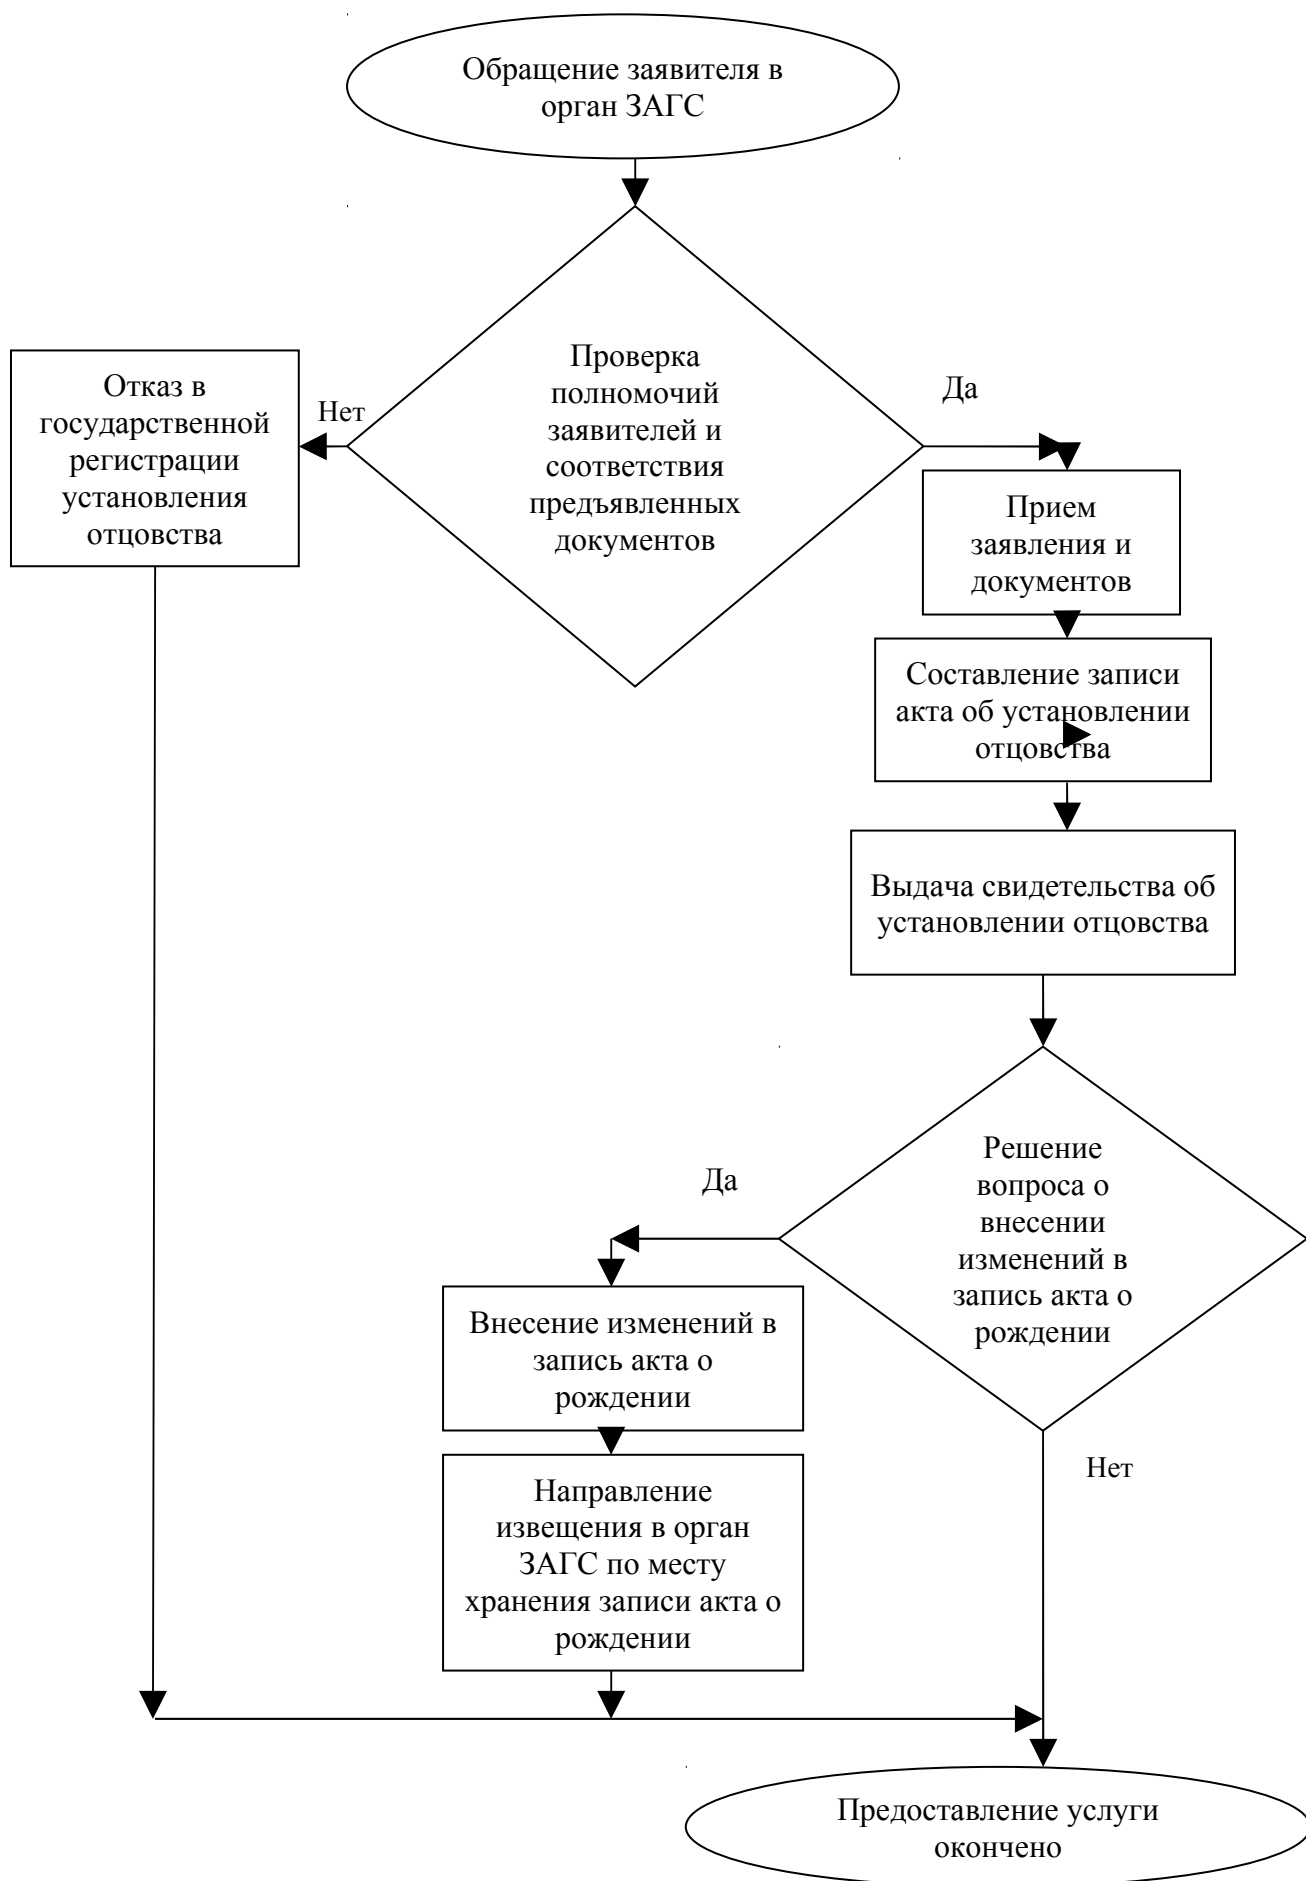 Обращение заявителя в
орган ЗАГС
Проверка
полномочий
заявителей и
соответствия
предъявленных
документов
Нет
Да
Отказ в
государственной
регистрации
установления
отцовства
Прием
заявления и
документов
Составление записи
акта об установлении
отцовства
Выдача свидетельства об
установлении отцовства
Решение
вопроса о
внесении
изменений в
запись акта о
рождении
Да
Внесение изменений в
запись акта о
рождении
Нет
Направление
извещения в орган
ЗАГС по месту
хранения записи акта о
рождении
Предоставление услуги
окончено